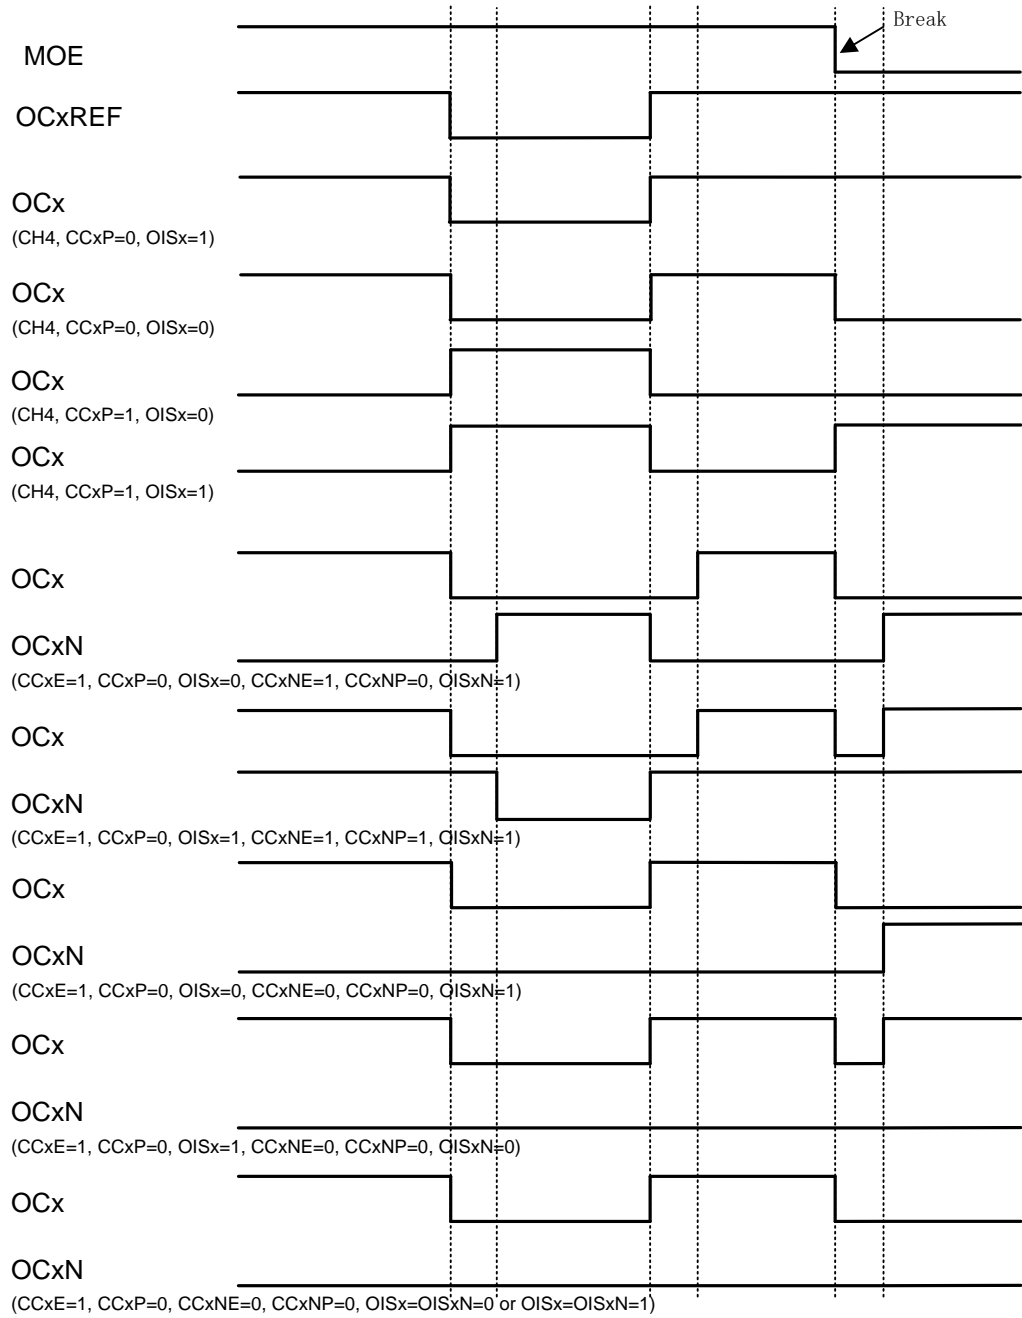 Break
MOE
OCxREF
OCx
(CH4, CCxP=0, OISx=1)
OCx
(CH4, CCxP=0, OISx=0)
OCx
(CH4, CCxP=1, OISx=0)
OCx
(CH4, CCxP=1, OISx=1)
OCx
OCxN
(CCxE=1, CCxP=0, OISx=0, CCxNE=1, CCxNP=0, OISxN=1)
OCx
OCxN
(CCxE=1, CCxP=0, OISx=1, CCxNE=1, CCxNP=1, OISxN=1)
OCx
OCxN
(CCxE=1, CCxP=0, OISx=0, CCxNE=0, CCxNP=0, OISxN=1)
OCx
OCxN
(CCxE=1, CCxP=0, OISx=1, CCxNE=0, CCxNP=0, OISxN=0)
OCx
OCxN
(CCxE=1, CCxP=0, CCxNE=0, CCxNP=0, OISx=OISxN=0 or OISx=OISxN=1)